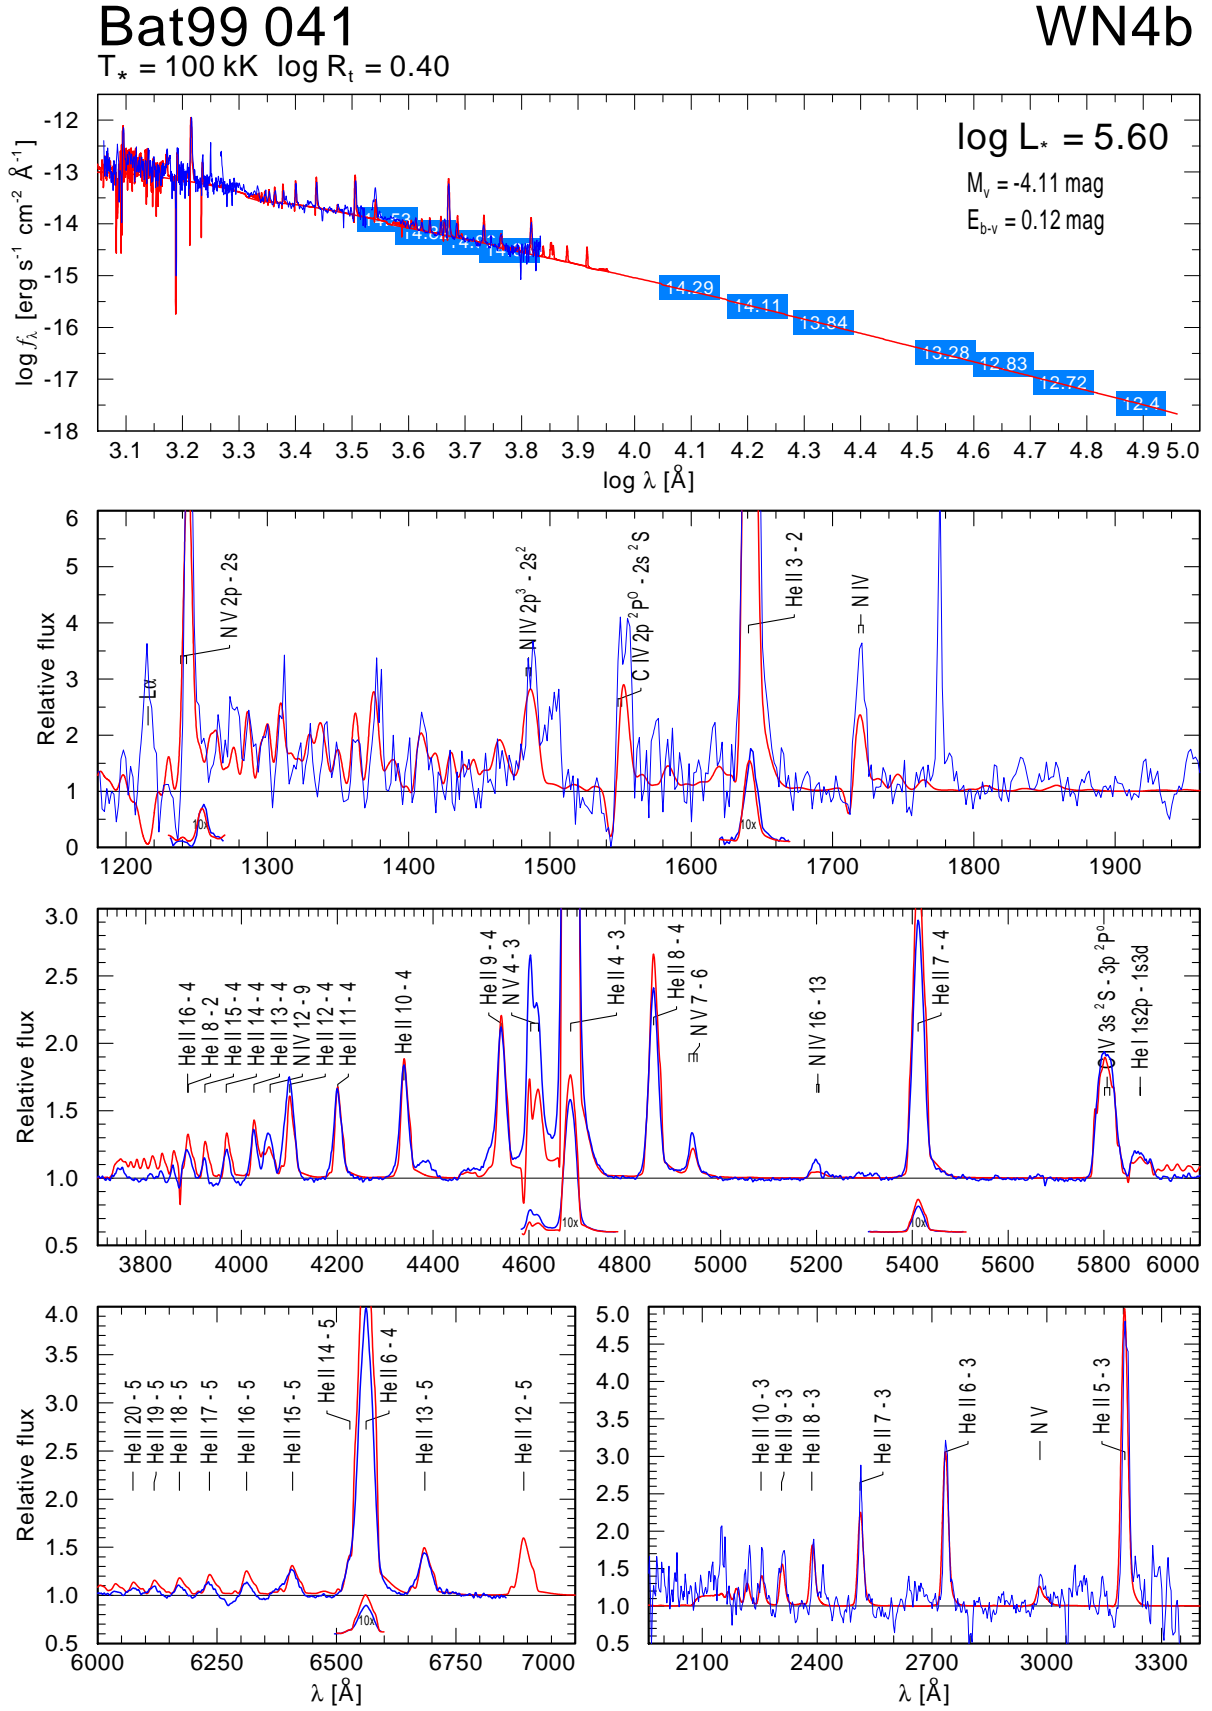 Bat99 041
WN4b
T* = 100 kK log Rt = 0.40
log L* = 5.60
Mv = -4.11 mag
Eb-v = 0.12 mag
log fλ [erg s-1 cm-2 Å-1]
-12
-13
-14
-15
-16
-17
-18
14.29
14.11
13.84
13.28
12.83
12.72
12.4
3.1 3.2 3.3 3.4 3.5 3.6 3.7 3.8 3.9 4.0 4.1 4.2 4.3 4.4 4.5 4.6 4.7 4.8 4.9 5.0
log λ [Å]
Relative flux
6
5
4
3
2
1
0
Lα
N V 2p - 2s
N IV 2p3 - 2s2
C IV 2p 2P0 - 2s 2S
He II 3 - 2
N IV
10x
10x
1200 1300 1400 1500 1600 1700 1800 1900
Relative flux
3.0
2.5
2.0
1.5
1.0
0.5
He II 16 - 4
He I 8 - 2
He II 15 - 4
He II 14 - 4
He II 13 - 4
N IV 12 - 9
He II 12 - 4
He II 11 - 4
He II 10 - 4
He II 9 - 4
N V 4 - 3
He II 4 - 3
He II 8 - 4
N V 7 - 6
N IV 16 - 13
He II 7 - 4
C IV 3s 2S - 3p 2P0
He I 1s2p - 1s3d
10x
10x
3800 4000 4200 4400 4600 4800 5000 5200 5400 5600 5800 6000
Relative flux
4.0
3.5
3.0
2.5
2.0
1.5
1.0
0.5
He II 20 - 5
He II 19 - 5
He II 18 - 5
He II 17 - 5
He II 16 - 5
He II 15 - 5
He II 14 - 5
He II 6 - 4
He II 13 - 5
He II 12 - 5
10x
6000 6250 6500 6750 7000
λ [Å]
5.0
4.5
4.0
3.5
3.0
2.5
2.0
1.5
1.0
0.5
He II 10 - 3
He II 9 - 3
He II 8 - 3
He II 7 - 3
He II 6 - 3
N V
He II 5 - 3
2100 2400 2700 3000 3300
λ [Å]